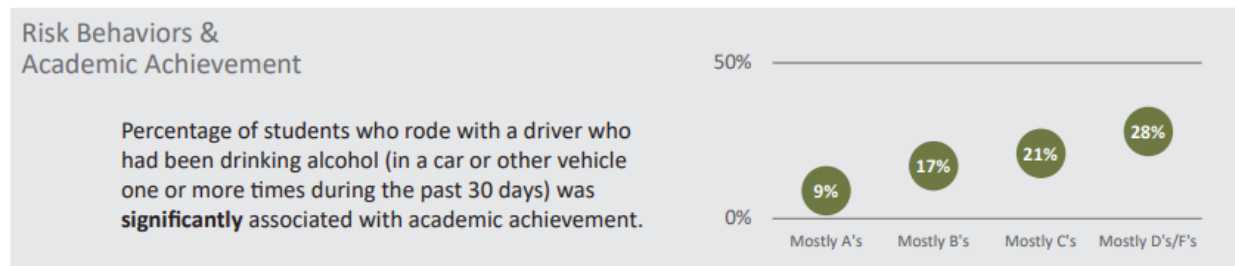 Risk Behaviors &
Academic Achievement
Percentage of students who rode with a driver who
had been drinking alcohol (in a car or other vehicle
one or more times during the past 30 days) was
significantly associated with academic achievement.
50%
28%
21%
17%
9%
0%
Mostly A's Mostly B's Mostly C's Mostly D's/F's